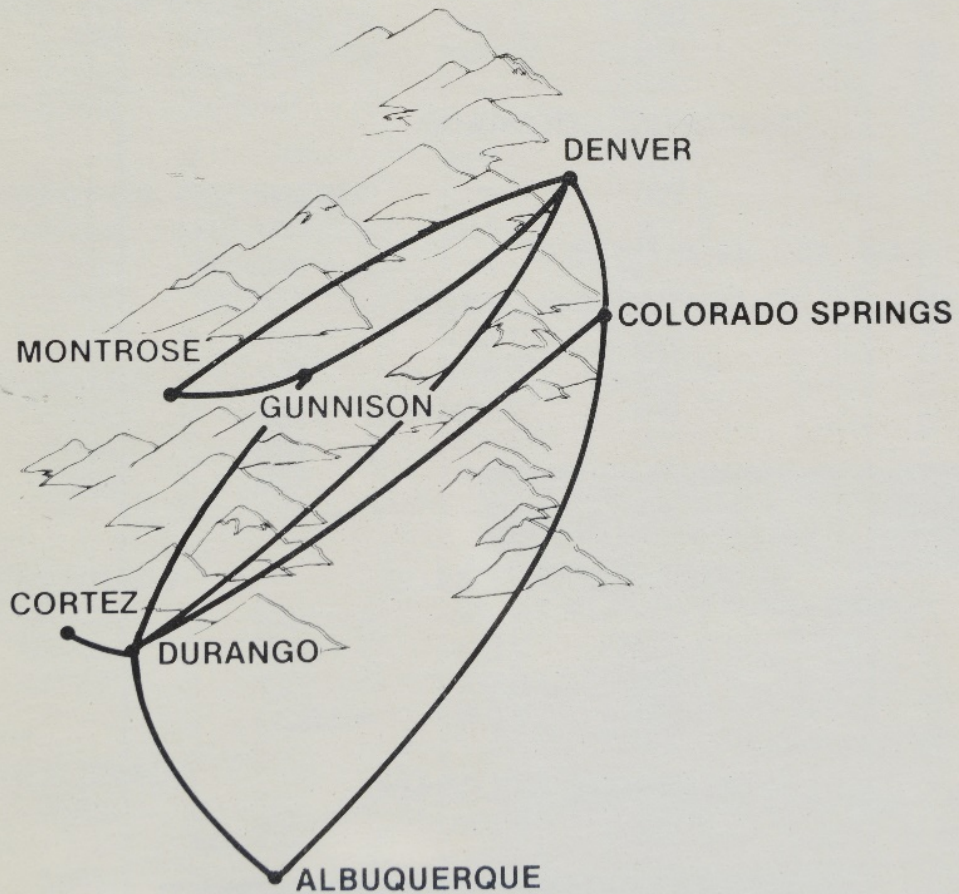 DENVER
COLORADO SPRINGS
MONTROSE
GUNNISON
CORTEZ
DURANGO
ALBUQUERQUE